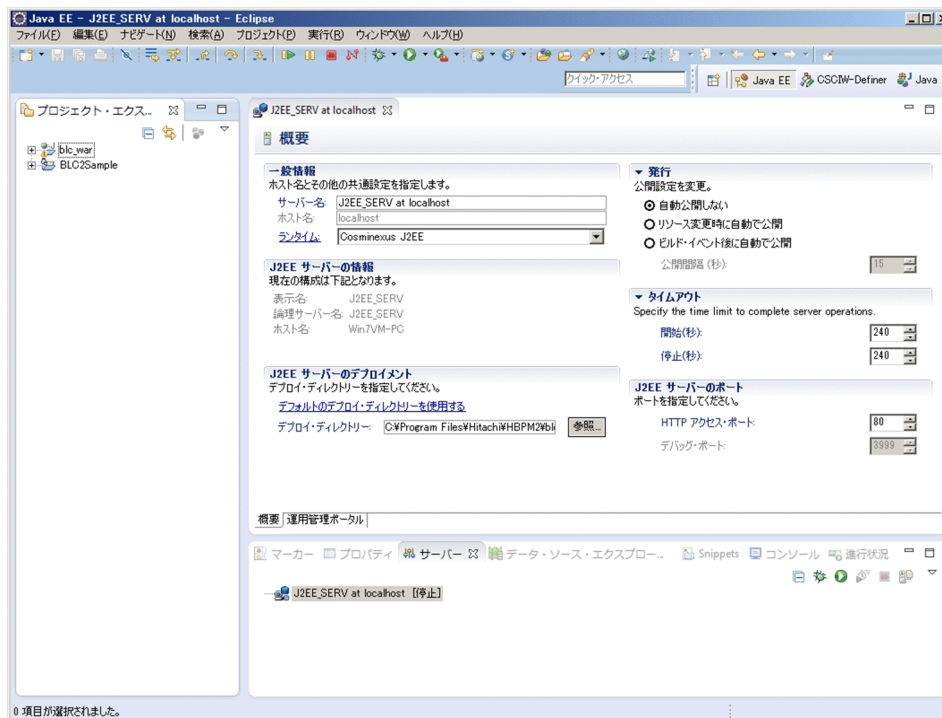 Java EE - J2EE_SERV at localhost - Eclipse
ファイル(F) 編集(E) ナビゲート(N) 検索(A) プロジェクト(P) 実行(R) ウィンドウ(W) ヘルプ(H)
クイック・アクセス
Java EE CSCIW-Definer Java
プロジェクト・エクス...
blc_war
BLC2Sample
J2EE_SERV at localhost
概要
一般情報
ホスト名とその他の共通設定を指定します。
サーバー名: J2EE_SERV at localhost
ホスト名: localhost
ランタイム: Cosminexus J2EE
J2EE サーバーの情報
現在の構成は下記となります。
表示名: J2EE_SERV
論理サーバー名: J2EE_SERV
ホスト名: Win7VM-PC
J2EE サーバーのデプロイメント
デプロイ・ディレクトリーを指定してください。
デフォルトのデプロイ・ディレクトリーを使用する
デプロイ・ディレクトリー: C:¥Program Files¥Hitachi¥HBPM2¥bl 参照...
発行
公開設定を変更。
自動公開しない
リソース変更時に自動で公開
ビルド・イベント後に自動で公開
公開間隔 (秒): 15
タイムアウト
Specify the time limit to complete server operations.
開始(秒): 240
停止(秒): 240
J2EE サーバーのポート
ポートを指定してください。
HTTP アクセス・ポート: 80
デバッグ・ポート: 3999
概要 運用管理ポータル
マーカー プロパティ サーバー データ・ソース・エクスプロー... Snippets コンソール 進行状況
J2EE_SERV at localhost [停止]
0 項目が選択されました。